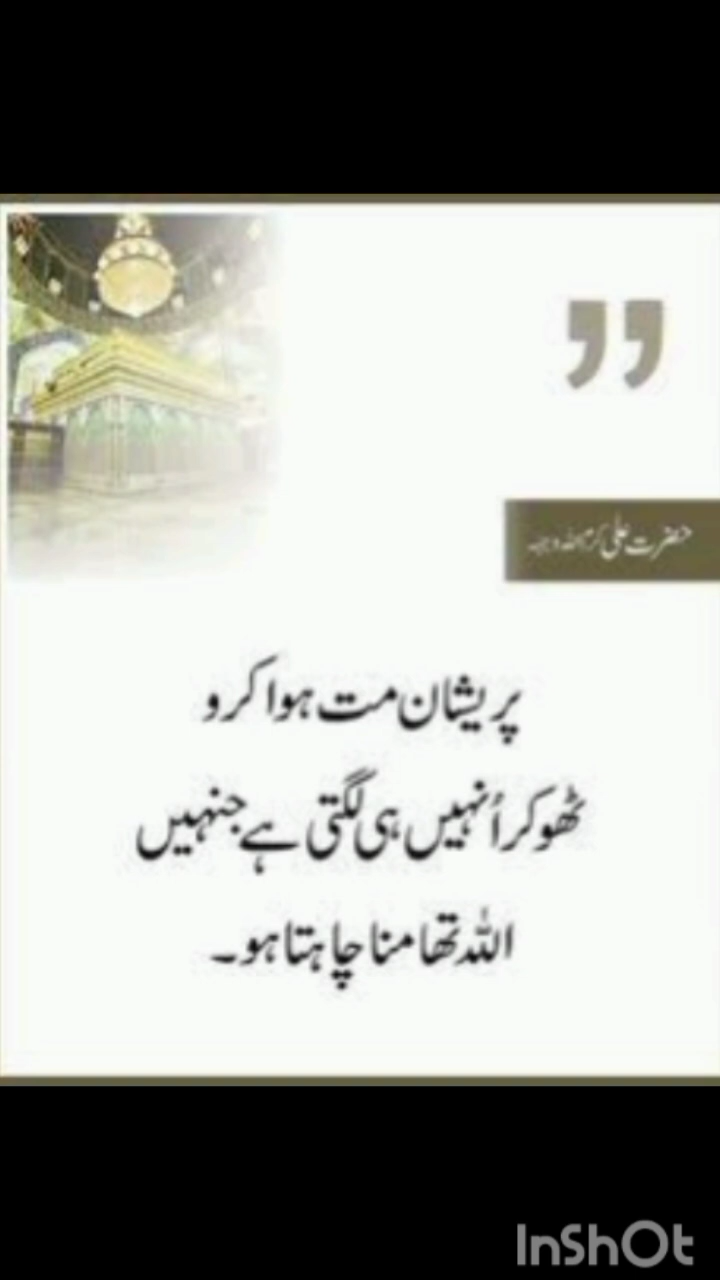 حضرت علی کرم اللہ وجہہ
پریشان مت ہوا کرو
ٹھوکر اُنہیں ہی لگتی ہے جنہیں
اللہ تھامنا چاہتا ہو۔
InShOt